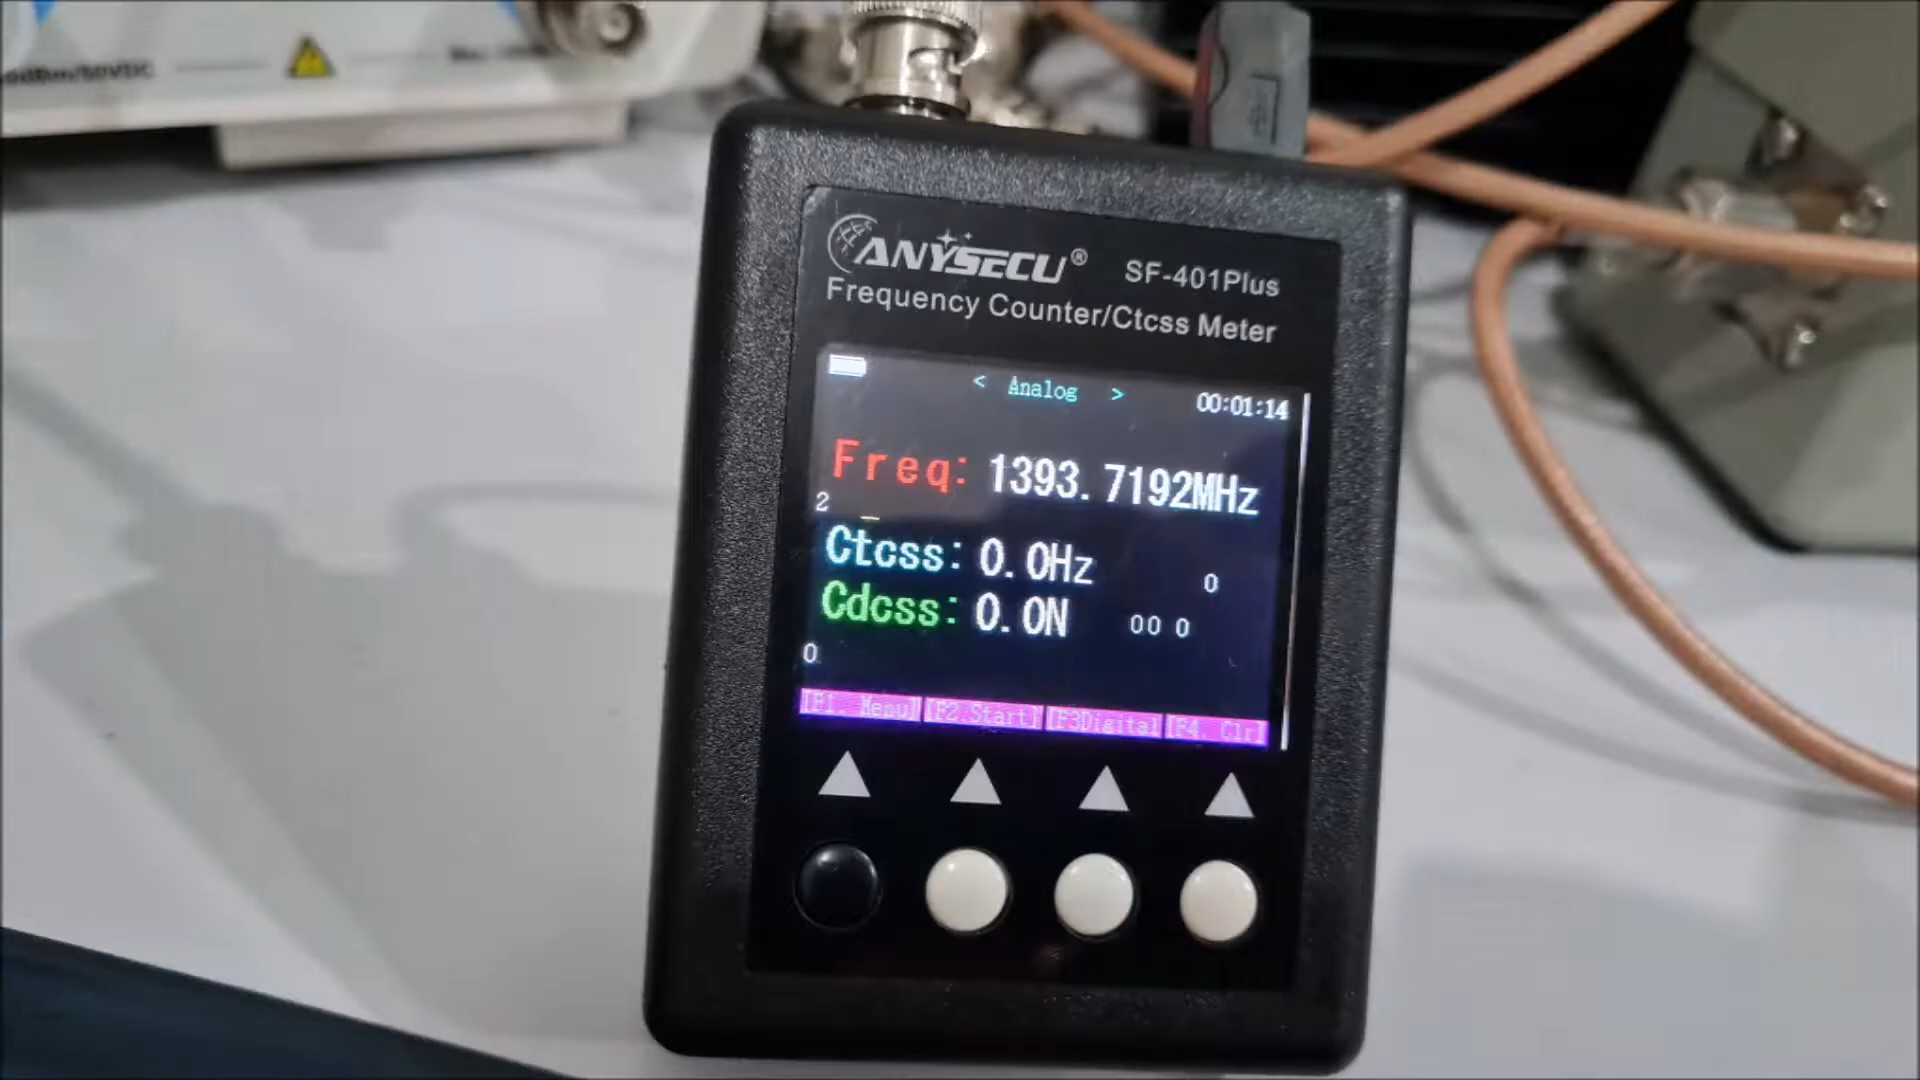 ANYSECU® SF-401Plus
Frequency Counter/Ctcss Meter
< Analog > 00:01:14
Freq: 1393.7192MHz
2
Ctcss: 0.0Hz 0
Cdcss: 0.0N 00 0
0
[F1. Menu] [F2.Start] [F3Digital] [F4. Clr]